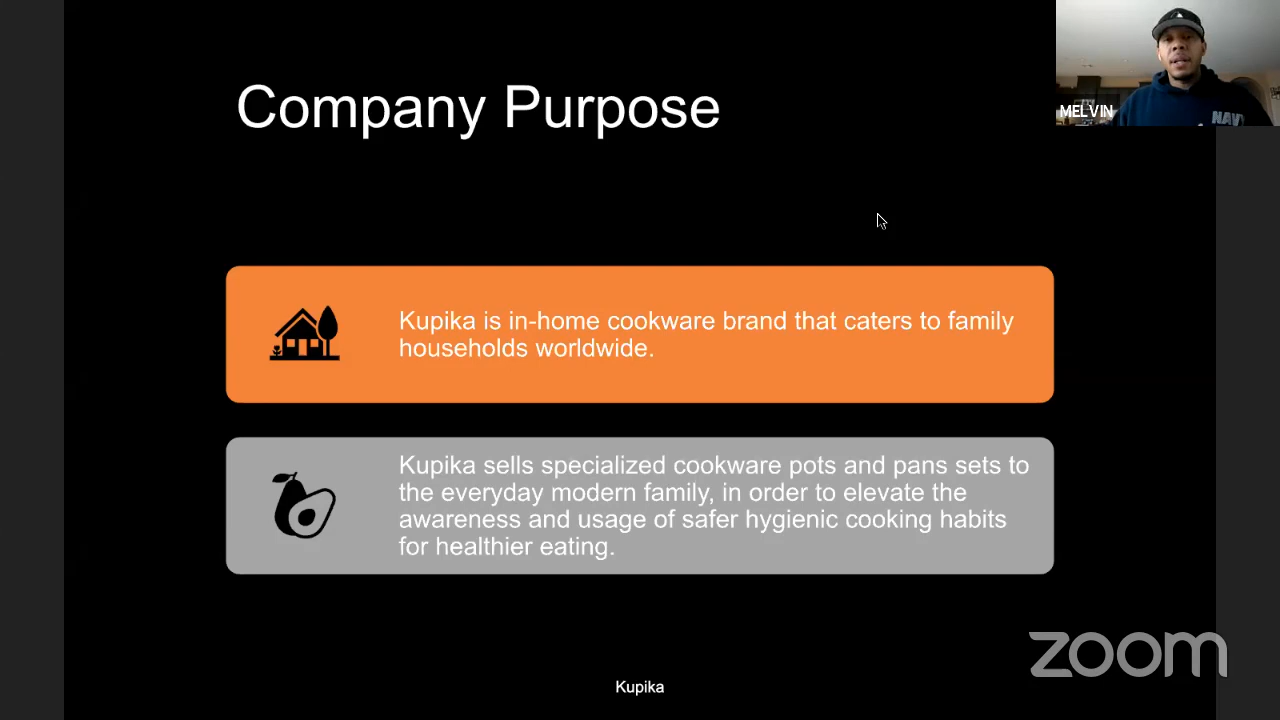 Company Purpose
MELVIN
Kupika is in-home cookware brand that caters to family
households worldwide.
Kupika sells specialized cookware pots and pans sets to
the everyday modern family, in order to elevate the
awareness and usage of safer hygienic cooking habits
for healthier eating.
zoom
Kupika